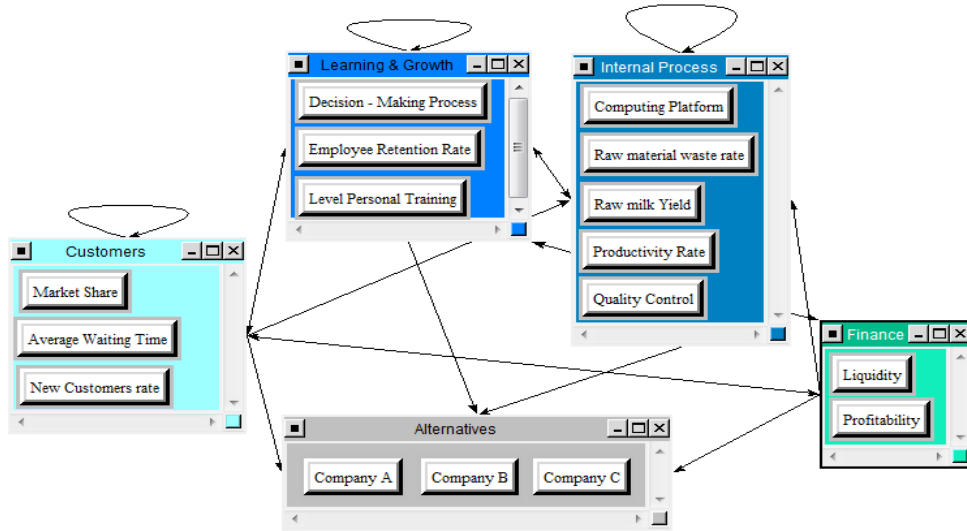 Learning & Growth
Decision - Making Process
Employee Retention Rate
Level Personal Training
Internal Process
Computing Platform
Raw material waste rate
Raw milk Yield
Productivity Rate
Quality Control
Customers
Market Share
Average Waiting Time
New Customers rate
Finance
Liquidity
Profitability
Alternatives
Company A
Company B
Company C